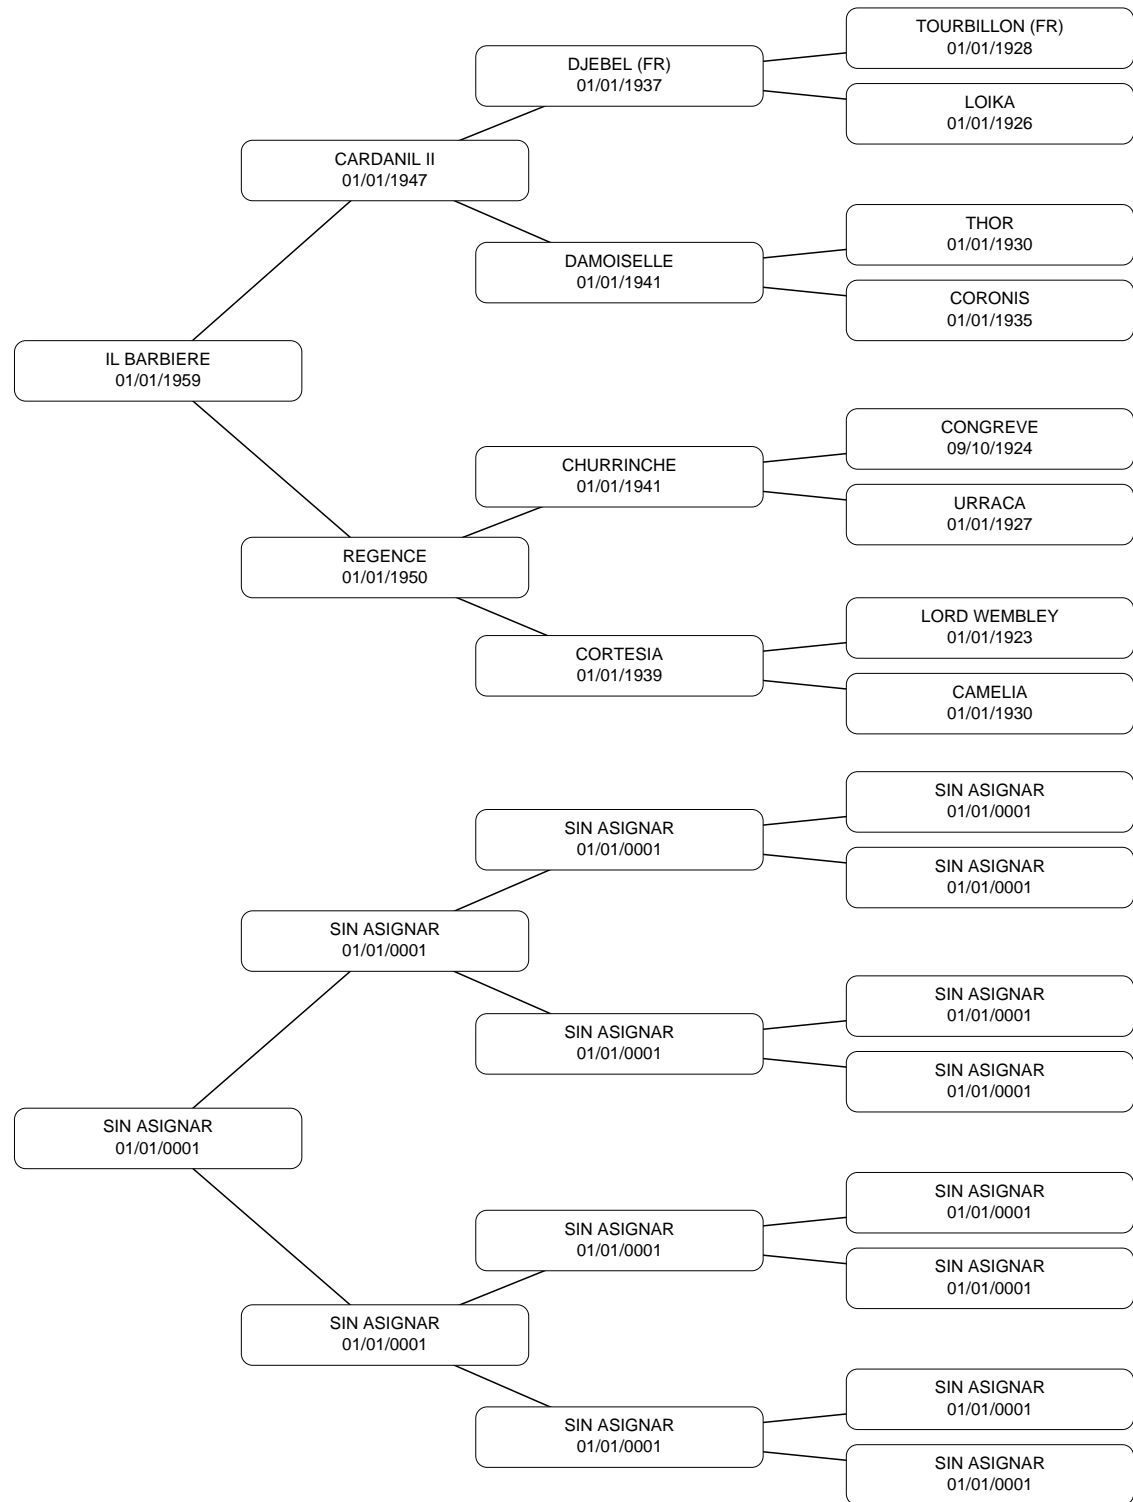 TOURBILLON (FR)
01/01/1928
DJEBEL (FR)
01/01/1937
LOIKA
01/01/1926
CARDANIL II
01/01/1947
THOR
01/01/1930
DAMOISELLE
01/01/1941
CORONIS
01/01/1935
IL BARBIERE
01/01/1959
CONGREVE
09/10/1924
CHURRINCHE
01/01/1941
URRACA
01/01/1927
REGENCE
01/01/1950
LORD WEMBLEY
01/01/1923
CORTESIA
01/01/1939
CAMELIA
01/01/1930
SIN ASIGNAR
01/01/0001
SIN ASIGNAR
01/01/0001
SIN ASIGNAR
01/01/0001
SIN ASIGNAR
01/01/0001
SIN ASIGNAR
01/01/0001
SIN ASIGNAR
01/01/0001
SIN ASIGNAR
01/01/0001
SIN ASIGNAR
01/01/0001
SIN ASIGNAR
01/01/0001
SIN ASIGNAR
01/01/0001
SIN ASIGNAR
01/01/0001
SIN ASIGNAR
01/01/0001
SIN ASIGNAR
01/01/0001
SIN ASIGNAR
01/01/0001
SIN ASIGNAR
01/01/0001